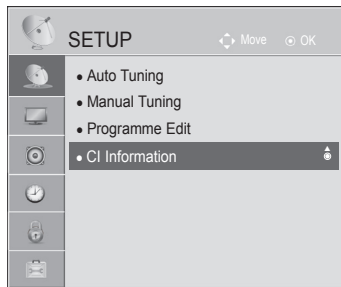 SETUP
Move OK
• Auto Tuning
• Manual Tuning
• Programme Edit
• CI Information